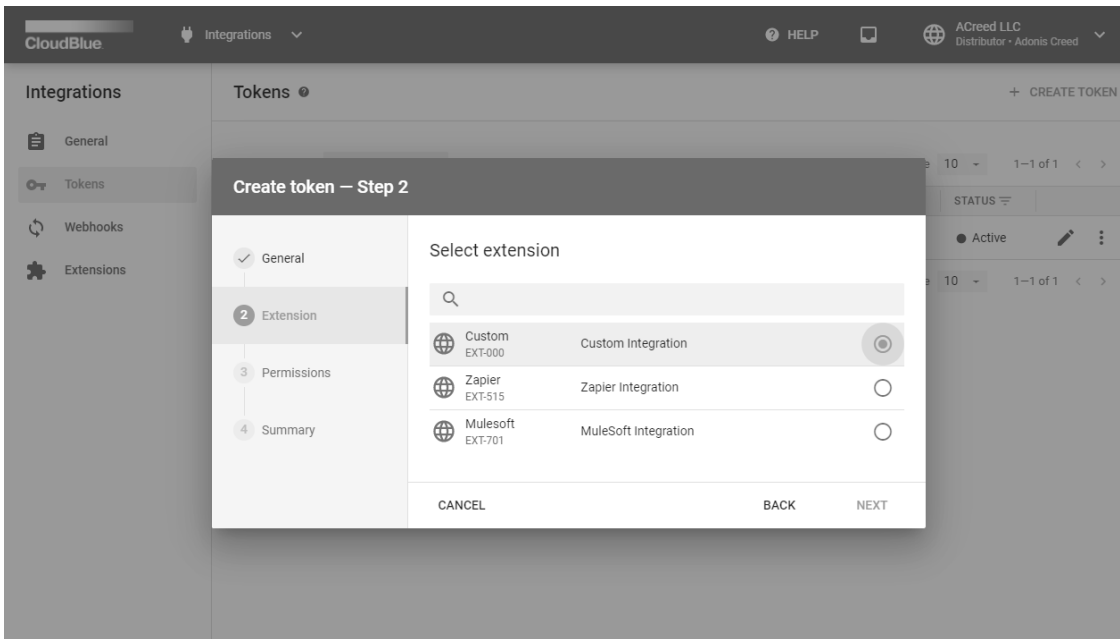 CloudBlue
Integrations
HELP
ACreed LLC
Distributor • Adonis Creed
Integrations
General
Tokens
Webhooks
Extensions
Tokens
+ CREATE TOKEN
10
1–1 of 1
STATUS
Active
10
1–1 of 1
Create token — Step 2
General
2 Extension
3 Permissions
4 Summary
Select extension
Custom
EXT-000
Custom Integration
Zapier
EXT-515
Zapier Integration
Mulesoft
EXT-701
MuleSoft Integration
CANCEL
BACK
NEXT